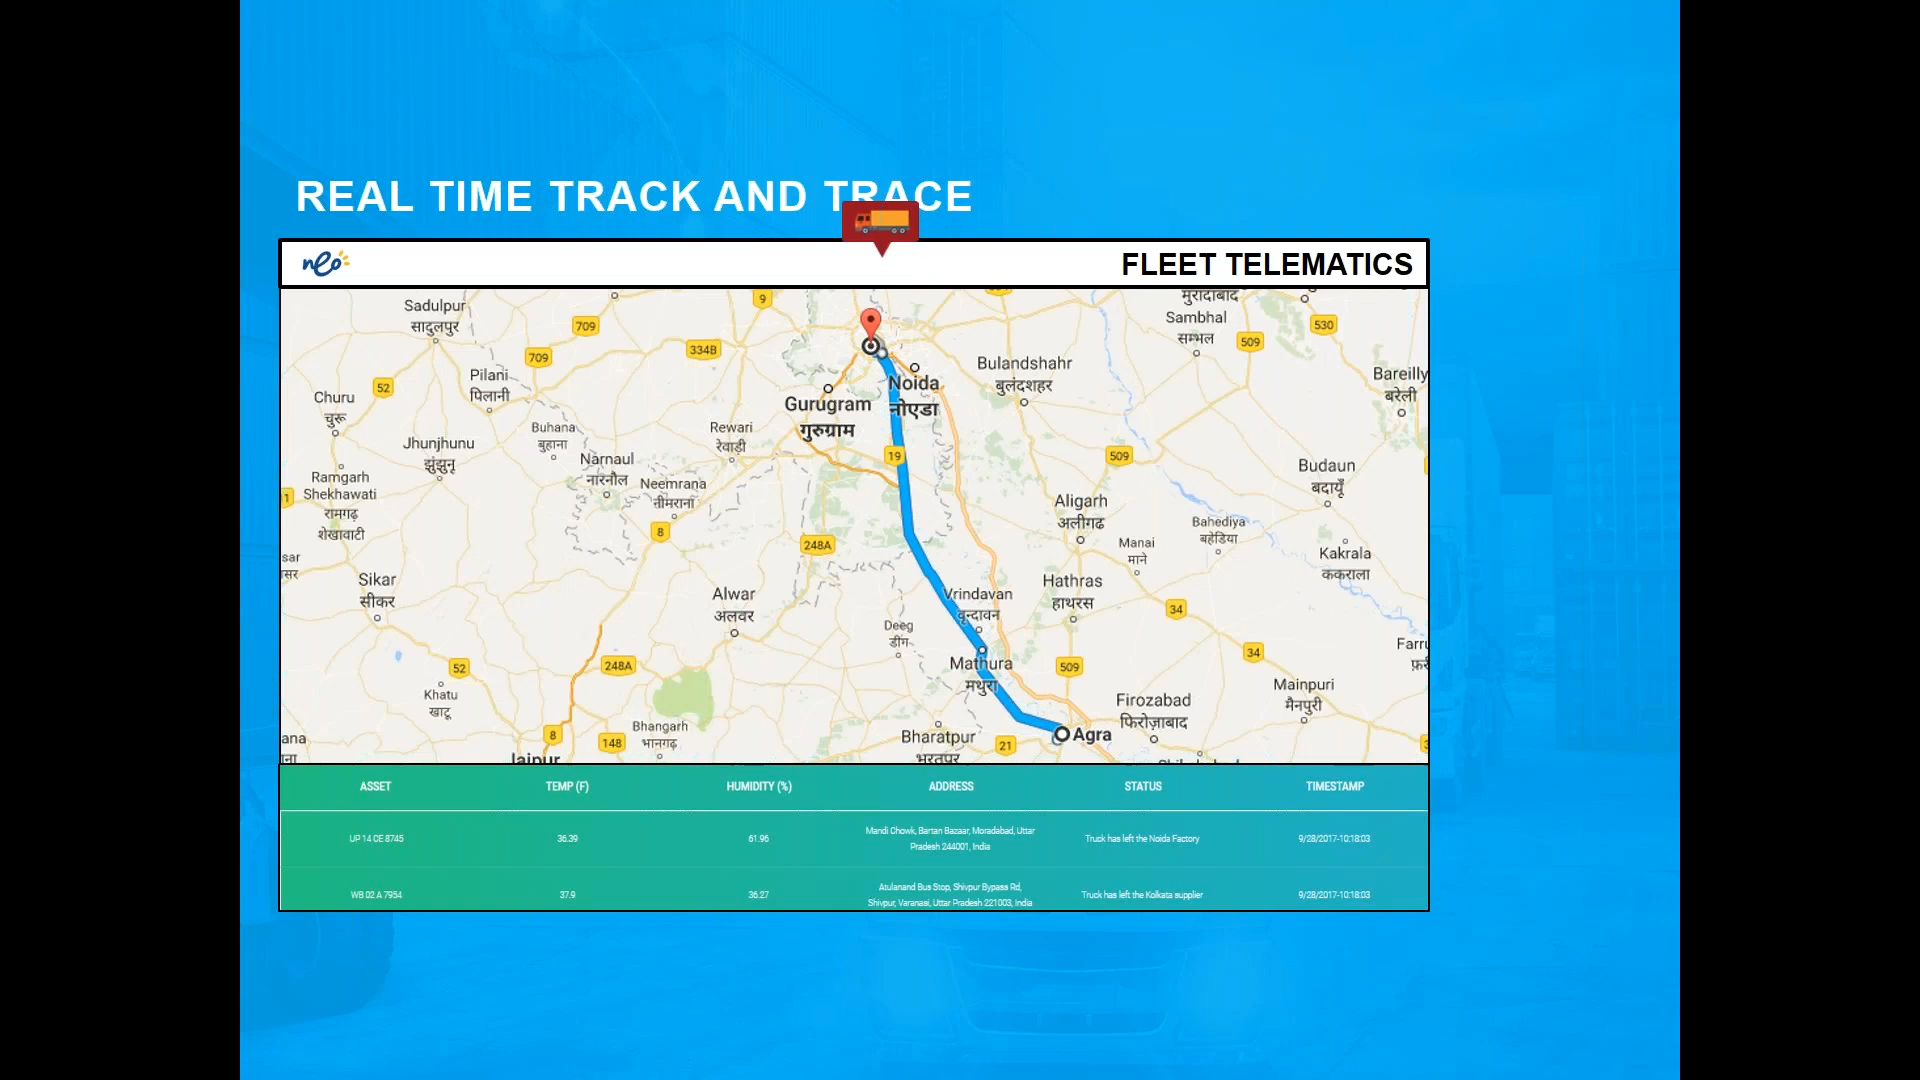 REAL TIME TRACK AND TRACE
neo
FLEET TELEMATICS
Sadulpur
सादुलपुर
9
709
334B
709
52
Pilani
पिलानी
Churu
चुरू
Jhunjhunu
झुंझुनू
Buhana
बुहाना
Rewari
रेवाड़ी
Narnaul
नारनौल
Neemrana
नीमराना
Ramgarh
Shekhawati
रामगढ़
शेखावाटी
8
248A
Sikar
सीकर
Alwar
अलवर
52
248A
Khatu
खाटू
Bhangarh
भानगढ़
8
148
Jaipur
Gurugram
गुरुग्राम
Noida
नोएडा
19
Bulandshahr
बुलंदशहर
मुरादाबाद
Sambhal
सम्भल
509
530
Bareilly
बरेली
509
Budaun
बदायूँ
Aligarh
अलीगढ
Bahediya
बहेडिया
Manai
माने
Kakrala
ककराला
Hathras
हाथरस
34
Vrindavan
वृन्दावन
Deeg
डीग
Mathura
मथुरा
509
34
Mainpuri
मैनपुरी
Firozabad
फिरोज़ाबाद
Agra
Bharatpur
भरतपुर
21
ASSET TEMP (F) HUMIDITY (%) ADDRESS STATUS TIMESTAMP
UP 14 CE 8745 36.39 61.96 Mandi Chowk, Bartan Bazaar, Moradabad, Uttar Pradesh 244001, India Truck has left the Noida Factory 9/28/2017-10:18:03
WB 02 A 7954 37.9 36.27 Atulanand Bus Stop, Shivpur Bypass Rd, Shivpur, Varanasi, Uttar Pradesh 221003, India Truck has left the Kolkata supplier 9/28/2017-10:18:03